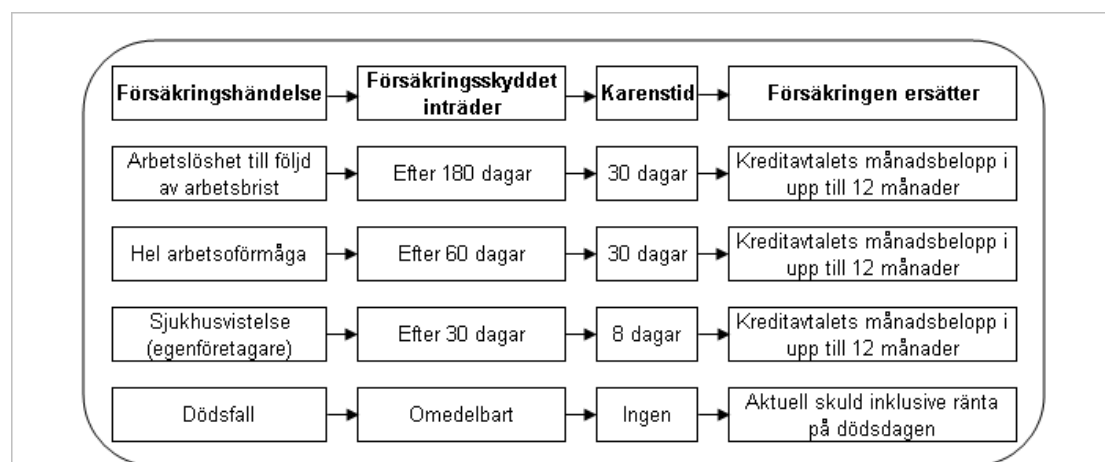 Försäkringshändelse
Försäkringsskyddet
inträder
Karenstid
Försäkringen ersätter
Arbetslöshet till följd
av arbetsbrist
Efter 180 dagar
30 dagar
Kreditavtalets månadsbelopp i
upp till 12 månader
Hel arbetsoförmåga
Efter 60 dagar
30 dagar
Kreditavtalets månadsbelopp i
upp till 12 månader
Sjukhusvistelse
(egenföretagare)
Efter 30 dagar
8 dagar
Kreditavtalets månadsbelopp i
upp till 12 månader
Dödsfall
Omedelbart
Ingen
Aktuell skuld inklusive ränta
på dödsdagen